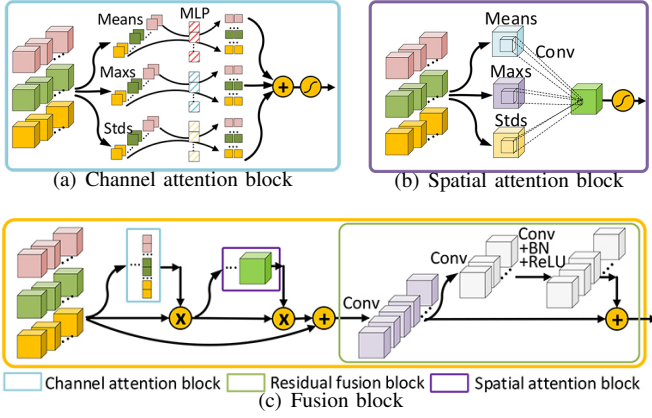 Means
MLP
Maxs
Stds
(a) Channel attention block
Means
Conv
Maxs
Stds
(b) Spatial attention block
Conv
Conv
Conv
+BN
+ReLU
X
X
+
+
Channel attention block
Residual fusion block
Spatial attention block
(c) Fusion block